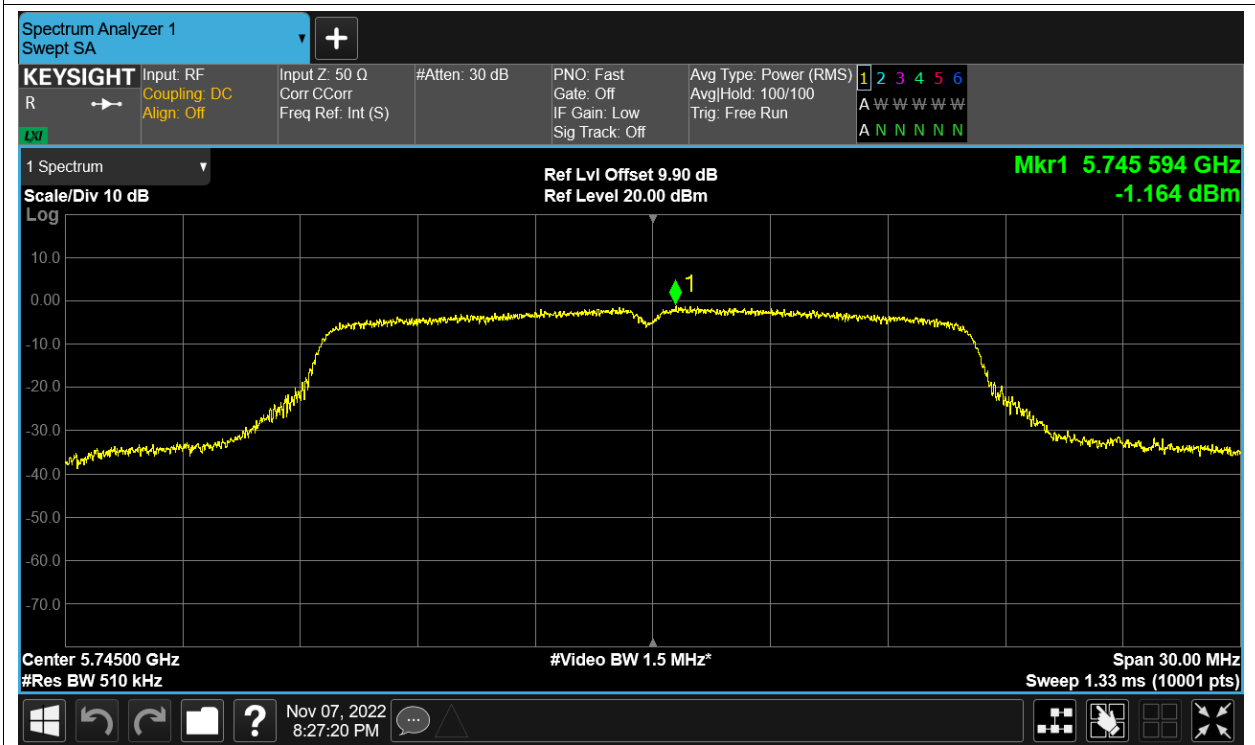 Spectrum Analyzer 1
Swept SA
KEYSIGHT
R
LXI
Input: RF
Coupling: DC
Align: Off
Input Z: 50 Ω
Corr CCorr
Freq Ref: Int (S)
#Atten: 30 dB
PNO: Fast
Gate: Off
IF Gain: Low
Sig Track: Off
Avg Type: Power (RMS)
Avg|Hold: 100/100
Trig: Free Run
1 2 3 4 5 6
A W W W W W
A N N N N N
1 Spectrum
Scale/Div 10 dB
Ref Lvl Offset 9.90 dB
Ref Level 20.00 dBm
Mkr1 5.745 594 GHz
-1.164 dBm
Log
1
10.0
0.00
-10.0
-20.0
-30.0
-40.0
-50.0
-60.0
-70.0
Center 5.74500 GHz
#Res BW 510 kHz
#Video BW 1.5 MHz*
Span 30.00 MHz
Sweep 1.33 ms (10001 pts)
?
Nov 07, 2022
8:27:20 PM